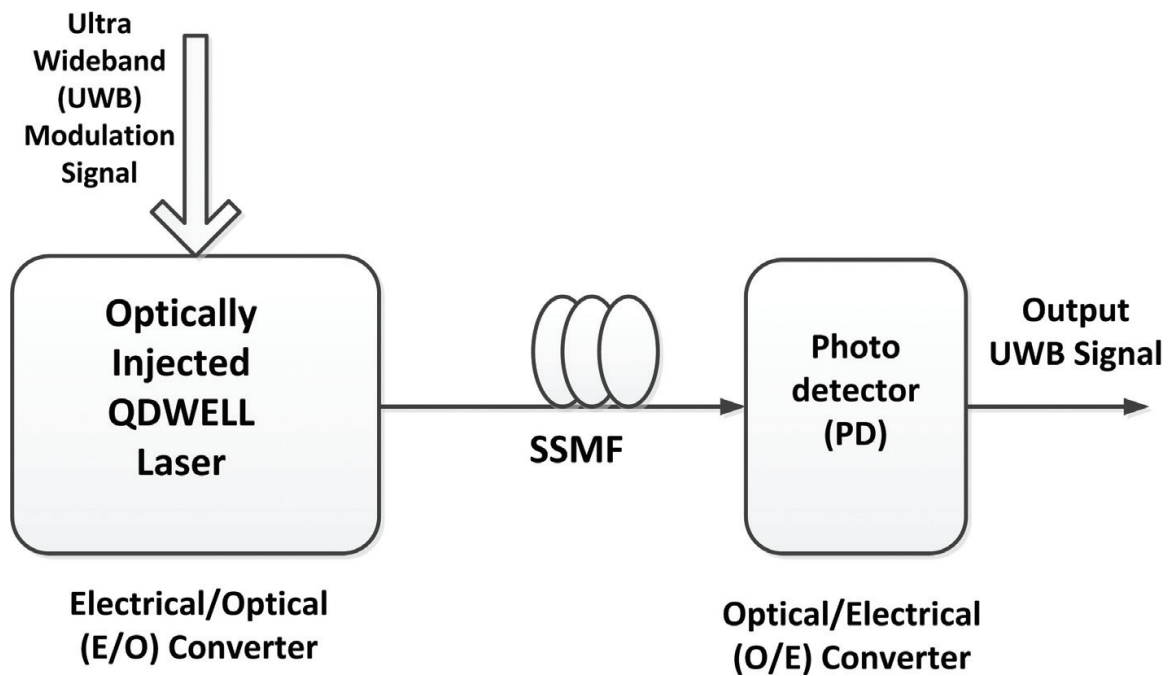 Ultra
Wideband
(UWB)
Modulation
Signal
Optically
Injected
QDWELL
Laser
SSMF
Photo
detector
(PD)
Output
UWB Signal
Electrical/Optical
(E/O) Converter
Optical/Electrical
(O/E) Converter